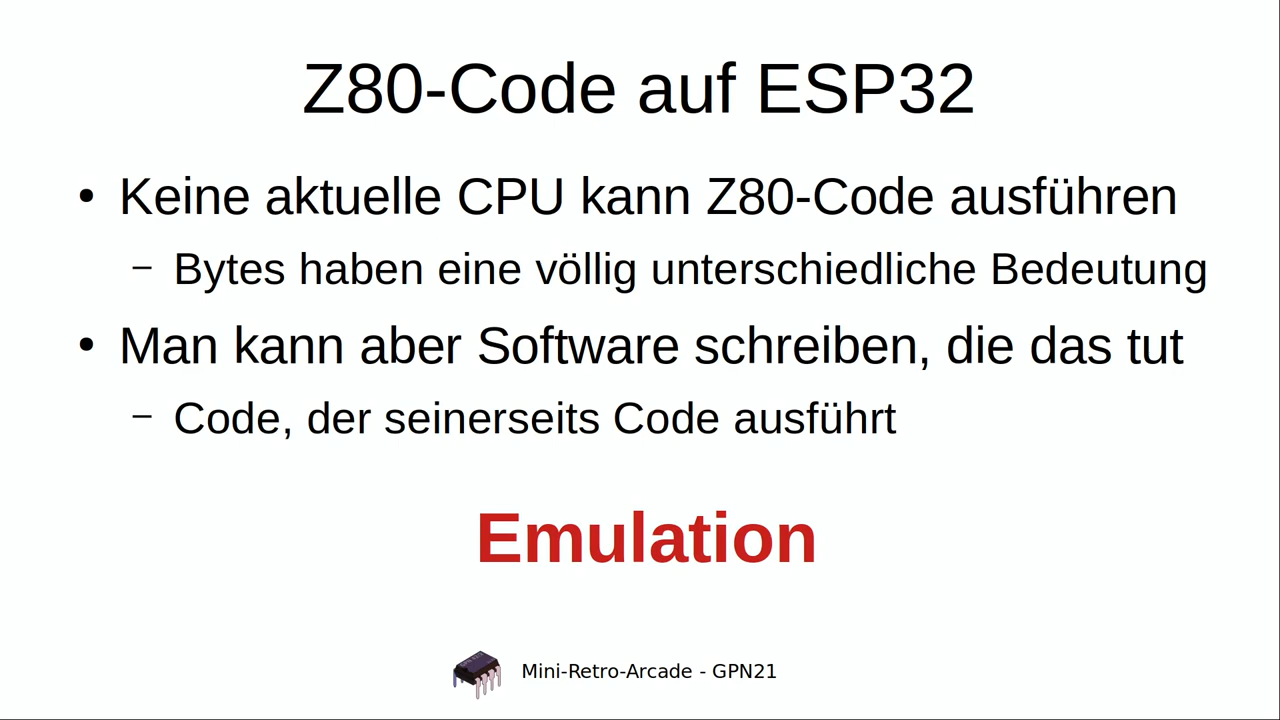 Z80-Code auf ESP32
• Keine aktuelle CPU kann Z80-Code ausführen
– Bytes haben eine völlig unterschiedliche Bedeutung
• Man kann aber Software schreiben, die das tut
– Code, der seinerseits Code ausführt
Emulation
Mini-Retro-Arcade - GPN21